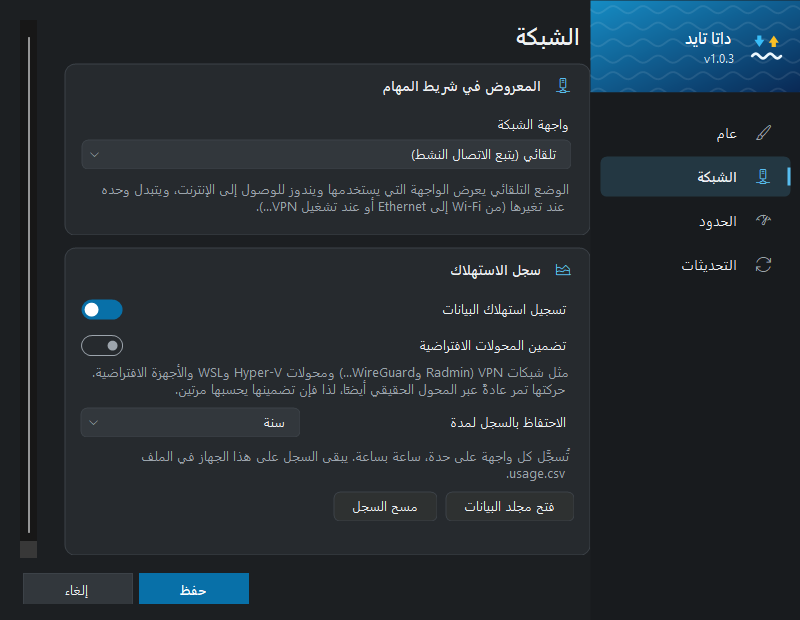 داتا تايد
v1.0.3
عام
الشبكة
الحدود
التحديثات
الشبكة
المعروض في شريط المهام
واجهة الشبكة
تلقائي (يتبع الاتصال النشط)
الوضع التلقائي يعرض الواجهة التي يستخدمها ويندوز للوصول إلى الإنترنت، ويتبدل وحده
عند تغيرها (من Wi-Fi إلى Ethernet أو عند تشغيل VPN...).
سجل الاستهلاك
تسجيل استهلاك البيانات
تضمين المحولات الافتراضية
مثل شبكات VPN (Radmin وWireGuard...) ومحولات Hyper-V وWSL والأجهزة الافتراضية.
حركتها تمر عادةً عبر المحول الحقيقي أيضًا، لذا فإن تضمينها يحسبها مرتين.
الاحتفاظ بالسجل لمدة
سنة
تُسجَّل كل واجهة على حدة، ساعة بساعة. يبقى السجل على هذا الجهاز في الملف
usage.csv.
فتح مجلد البيانات
مسح السجل
حفظ
إلغاء